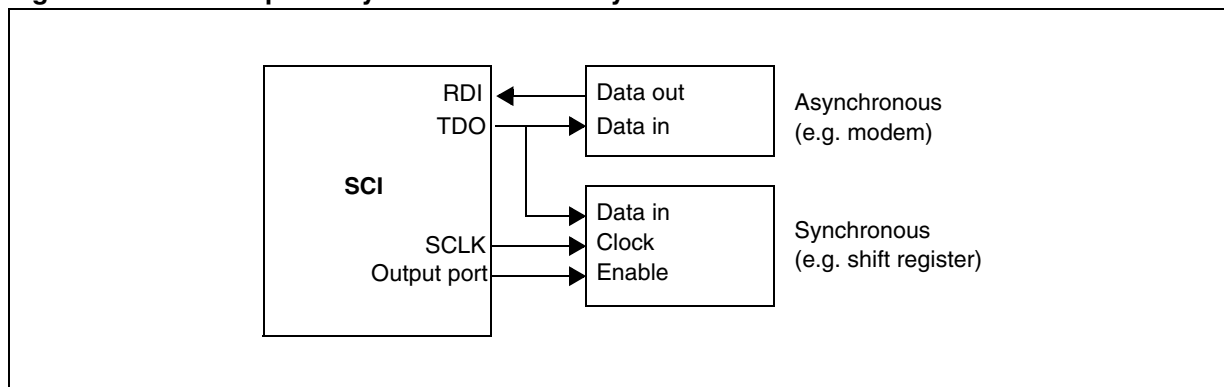 RDI
TDO
SCI
SCLK
Output port
Data out
Data in
Asynchronous
(e.g. modem)
Data in
Clock
Enable
Synchronous
(e.g. shift register)